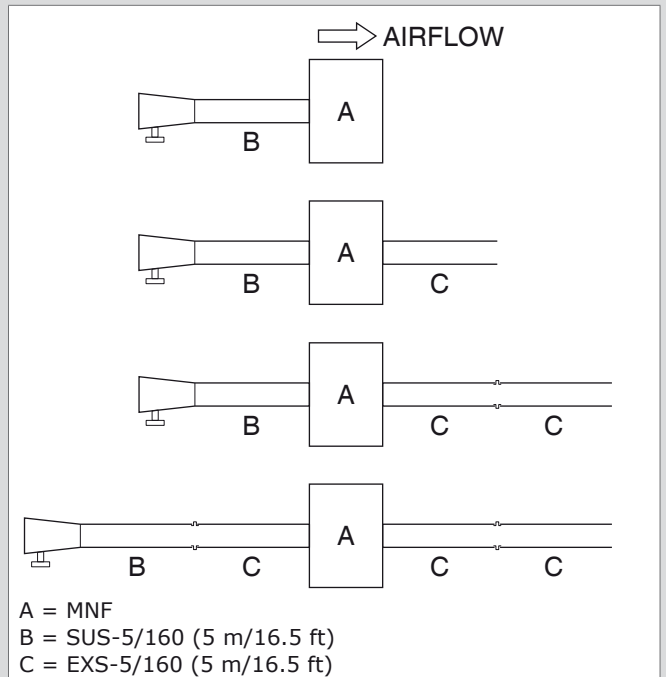 AIRFLOW
A
B
A
B C
A
B C C
A
B C C C
A = MNF
B = SUS-5/160 (5 m/16.5 ft)
C = EXS-5/160 (5 m/16.5 ft)